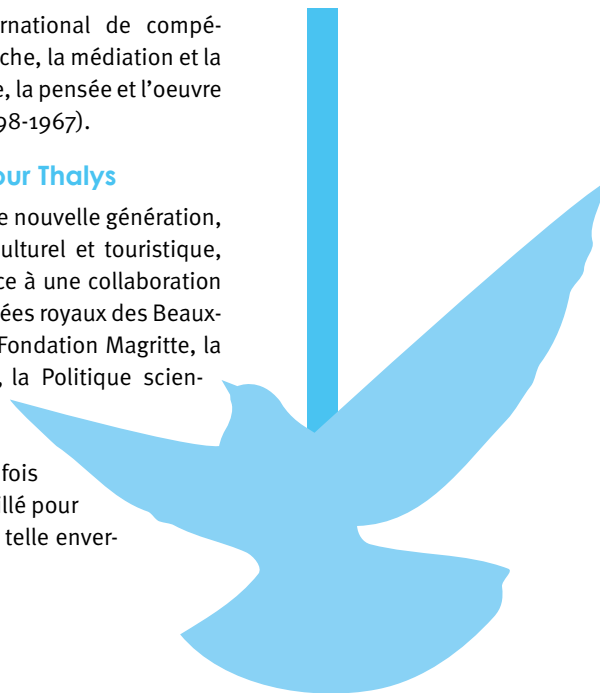 rnational de compé-
che, la médiation et la
e, la pensée et l'oeuvre
98-1967).
our Thalys
e nouvelle génération,
ulturel et touristique,
ce à une collaboration
ées royaux des Beaux-
Fondation Magritte, la
, la Politique scien-
fois
illé pour
telle enver-